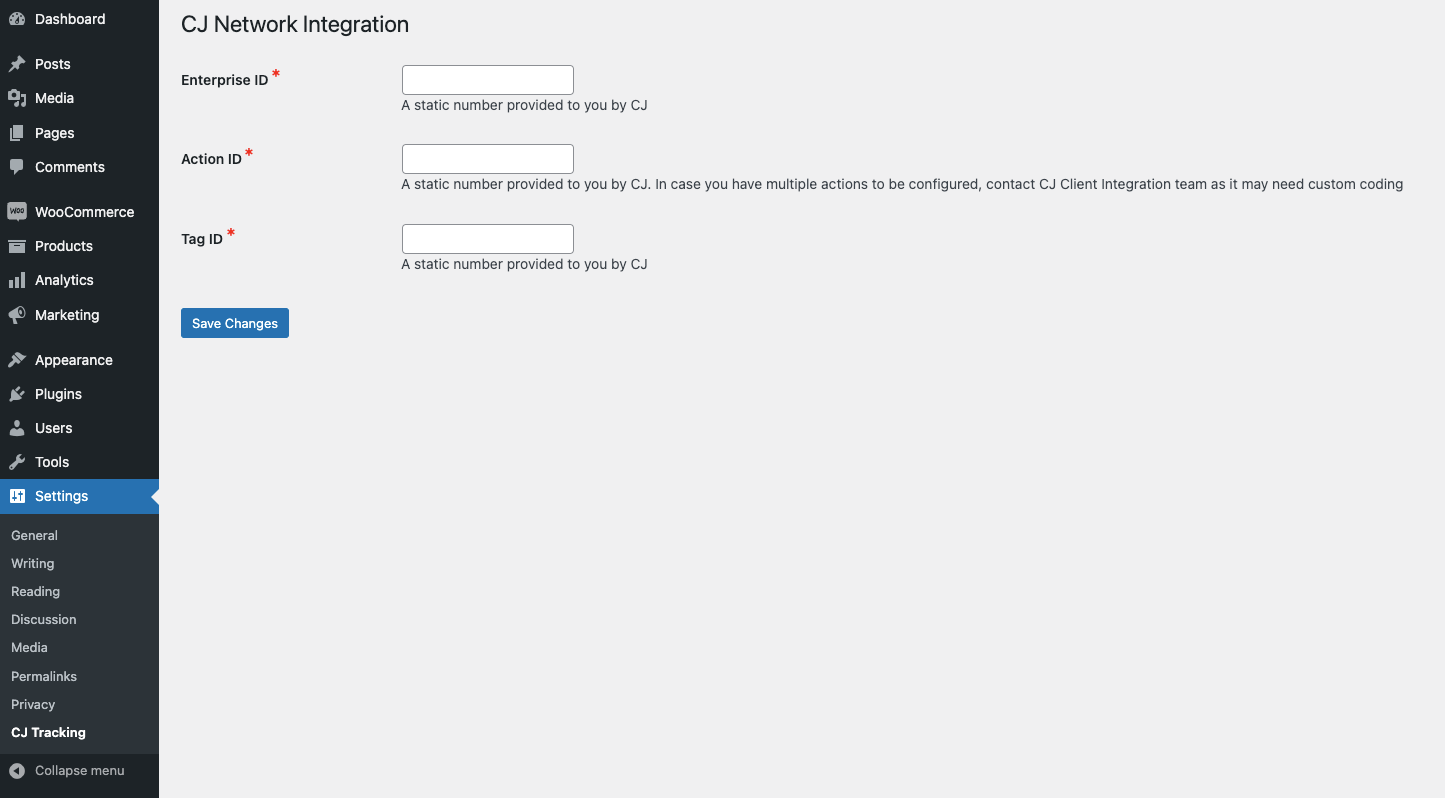 Dashboard
Posts
Media
Pages
Comments
WOO
WooCommerce
Products
Analytics
Marketing
Appearance
Plugins
Users
Tools
Settings
General
Writing
Reading
Discussion
Media
Permalinks
Privacy
CJ Tracking
Collapse menu
CJ Network Integration
Enterprise ID *
A static number provided to you by CJ
Action ID *
A static number provided to you by CJ. In case you have multiple actions to be configured, contact CJ Client Integration team as it may need custom coding
Tag ID *
A static number provided to you by CJ
Save Changes